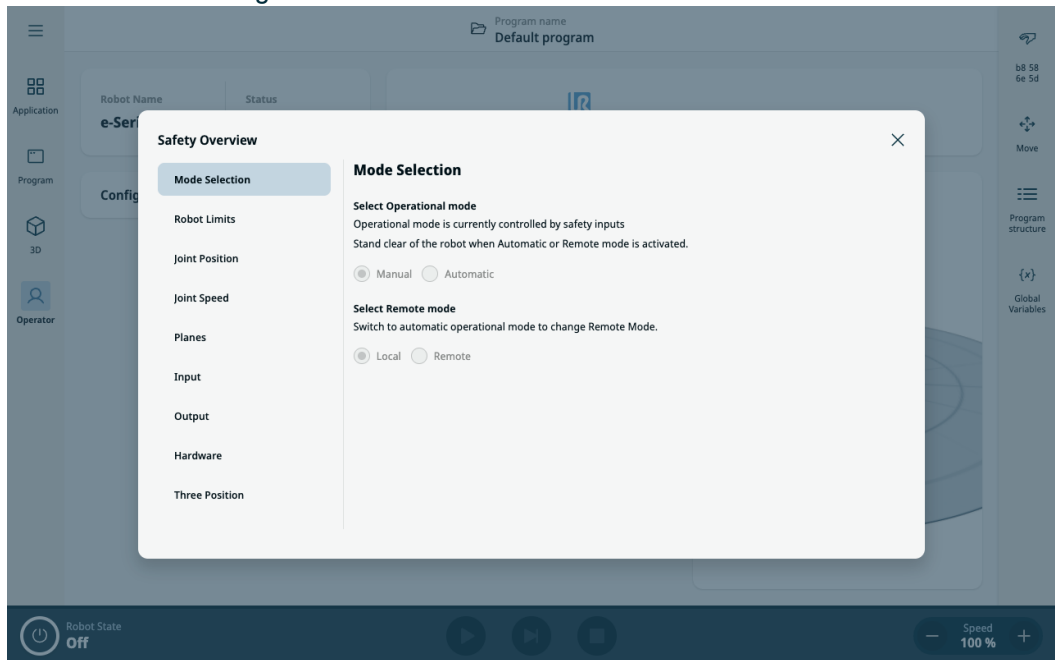 Program name
Default program
b8 58
6e 5d
Application
Robot Name
Status
e-Seri
Move
Program
Config
Program
structure
3D
{x}
Global
Variables
Operator
Safety Overview
Mode Selection
Robot Limits
Joint Position
Joint Speed
Planes
Input
Output
Hardware
Three Position
Mode Selection
Select Operational mode
Operational mode is currently controlled by safety inputs
Stand clear of the robot when Automatic or Remote mode is activated.
Manual Automatic
Select Remote mode
Switch to automatic operational mode to change Remote Mode.
Local Remote
Robot State
Off
Speed
100 %